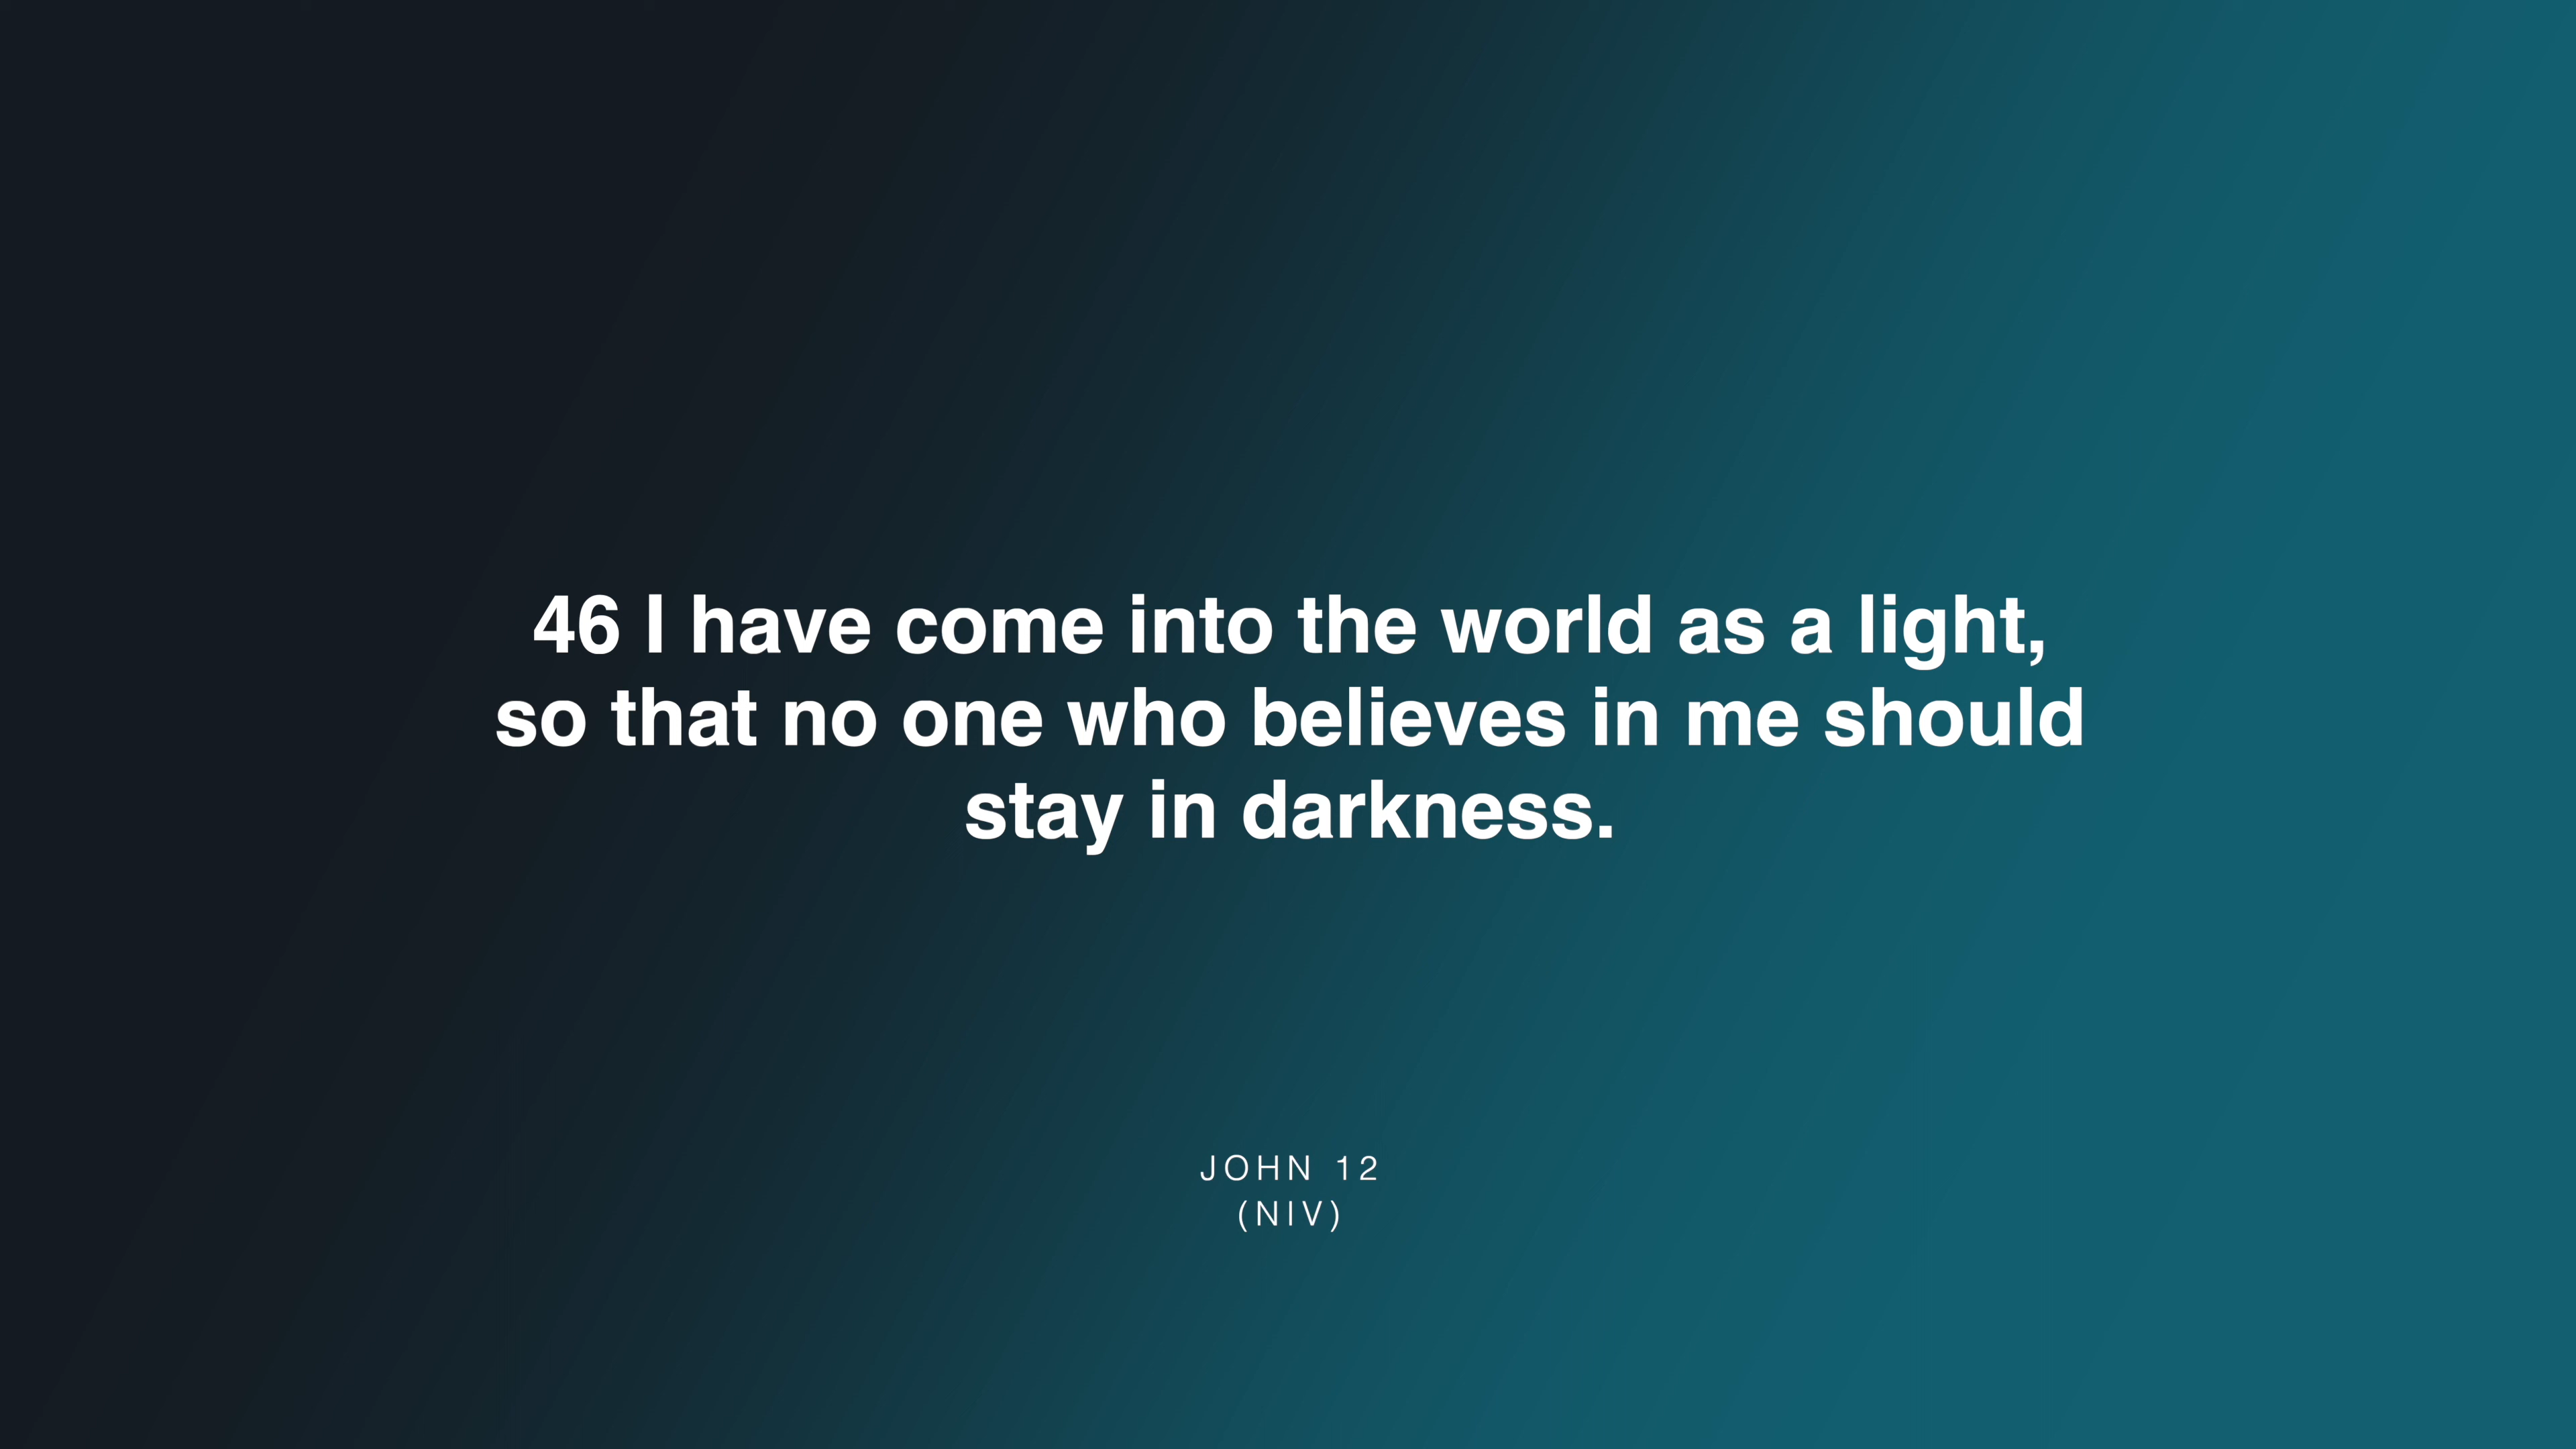 46 I have come into the world as a light,
so that no one who believes in me should
stay in darkness.
JOHN 12
(NIV)